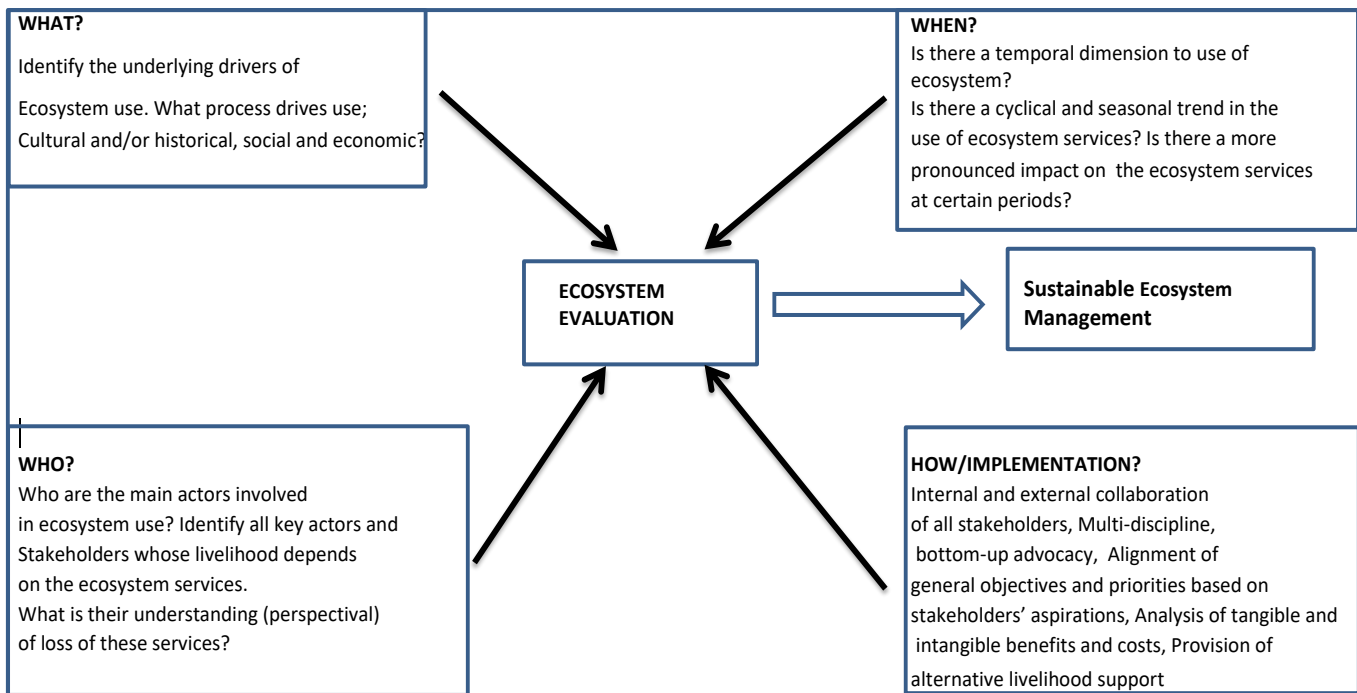 WHAT?
Identify the underlying drivers of
Ecosystem use. What process drives use;
Cultural and/or historical, social and economic?
WHEN?
Is there a temporal dimension to use of
ecosystem?
Is there a cyclical and seasonal trend in the
use of ecosystem services? Is there a more
pronounced impact on the ecosystem services
at certain periods?
ECOSYSTEM
EVALUATION
Sustainable Ecosystem
Management
WHO?
Who are the main actors involved
in ecosystem use? Identify all key actors and
Stakeholders whose livelihood depends
on the ecosystem services.
What is their understanding (perspectival)
of loss of these services?
HOW/IMPLEMENTATION?
Internal and external collaboration
of all stakeholders, Multi-discipline,
bottom-up advocacy, Alignment of
general objectives and priorities based on
stakeholders’ aspirations, Analysis of tangible and
intangible benefits and costs, Provision of
alternative livelihood support